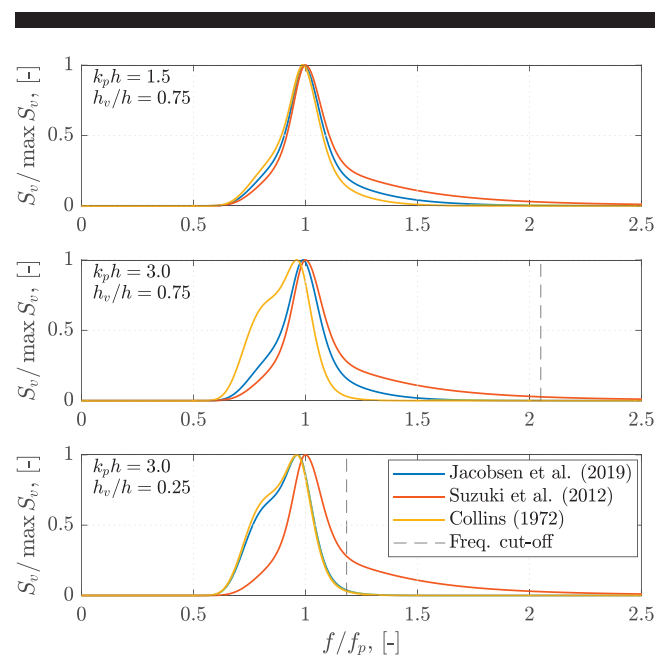 S_v/ max S_v, [-]
1
0.5
0
k_p h = 1.5
h_v/h = 0.75
0 0.5 1 1.5 2 2.5
S_v/ max S_v, [-]
1
0.5
0
k_p h = 3.0
h_v/h = 0.75
0 0.5 1 1.5 2 2.5
S_v/ max S_v, [-]
1
0.5
0
k_p h = 3.0
h_v/h = 0.25
Jacobsen et al. (2019)
Suzuki et al. (2012)
Collins (1972)
Freq. cut-off
0 0.5 1 1.5 2 2.5
f/f_p, [-]